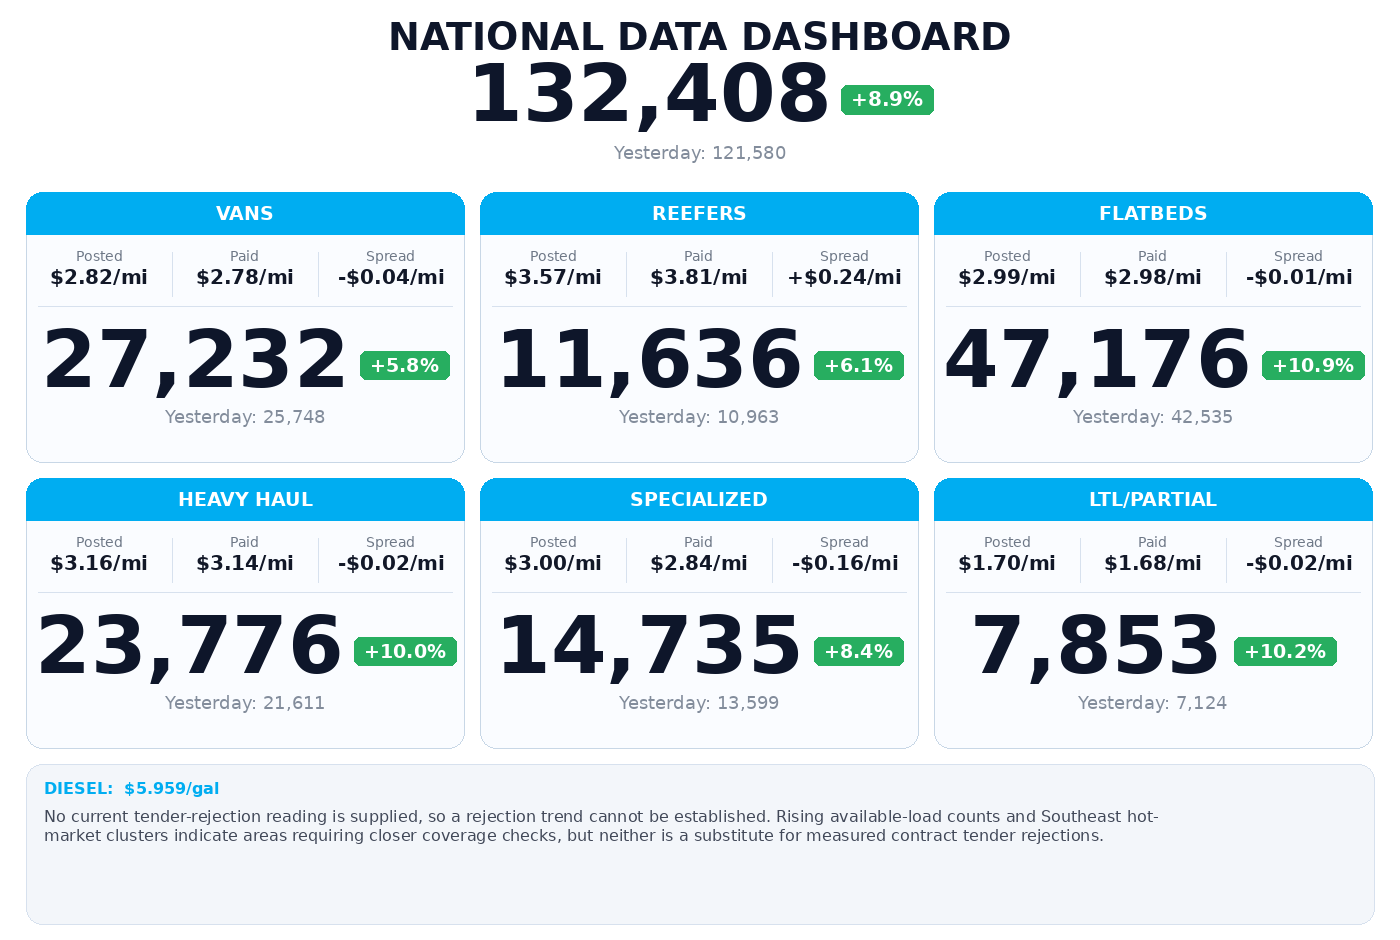 NATIONAL DATA DASHBOARD
132,408 +8.9%
Yesterday: 121,580
VANS
Posted Paid Spread
$2.82/mi $2.78/mi -$0.04/mi
27,232 +5.8%
Yesterday: 25,748
REEFERS
Posted Paid Spread
$3.57/mi $3.81/mi +$0.24/mi
11,636 +6.1%
Yesterday: 10,963
FLATBEDS
Posted Paid Spread
$2.99/mi $2.98/mi -$0.01/mi
47,176 +10.9%
Yesterday: 42,535
HEAVY HAUL
Posted Paid Spread
$3.16/mi $3.14/mi -$0.02/mi
23,776 +10.0%
Yesterday: 21,611
SPECIALIZED
Posted Paid Spread
$3.00/mi $2.84/mi -$0.16/mi
14,735 +8.4%
Yesterday: 13,599
LTL/PARTIAL
Posted Paid Spread
$1.70/mi $1.68/mi -$0.02/mi
7,853 +10.2%
Yesterday: 7,124
DIESEL: $5.959/gal
No current tender-rejection reading is supplied, so a rejection trend cannot be established. Rising available-load counts and Southeast hot-
market clusters indicate areas requiring closer coverage checks, but neither is a substitute for measured contract tender rejections.